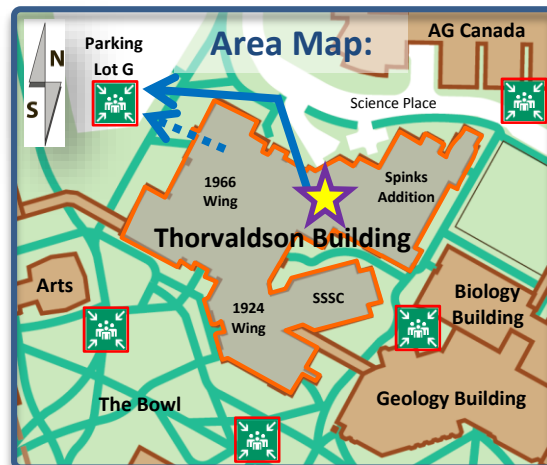 Area Map:
N
S
Parking
Lot G
AG Canada
Science Place
1966
Wing
Spinks
Addition
Thorvaldson Building
Arts
1924
Wing
SSSC
Biology
Building
The Bowl
Geology Building